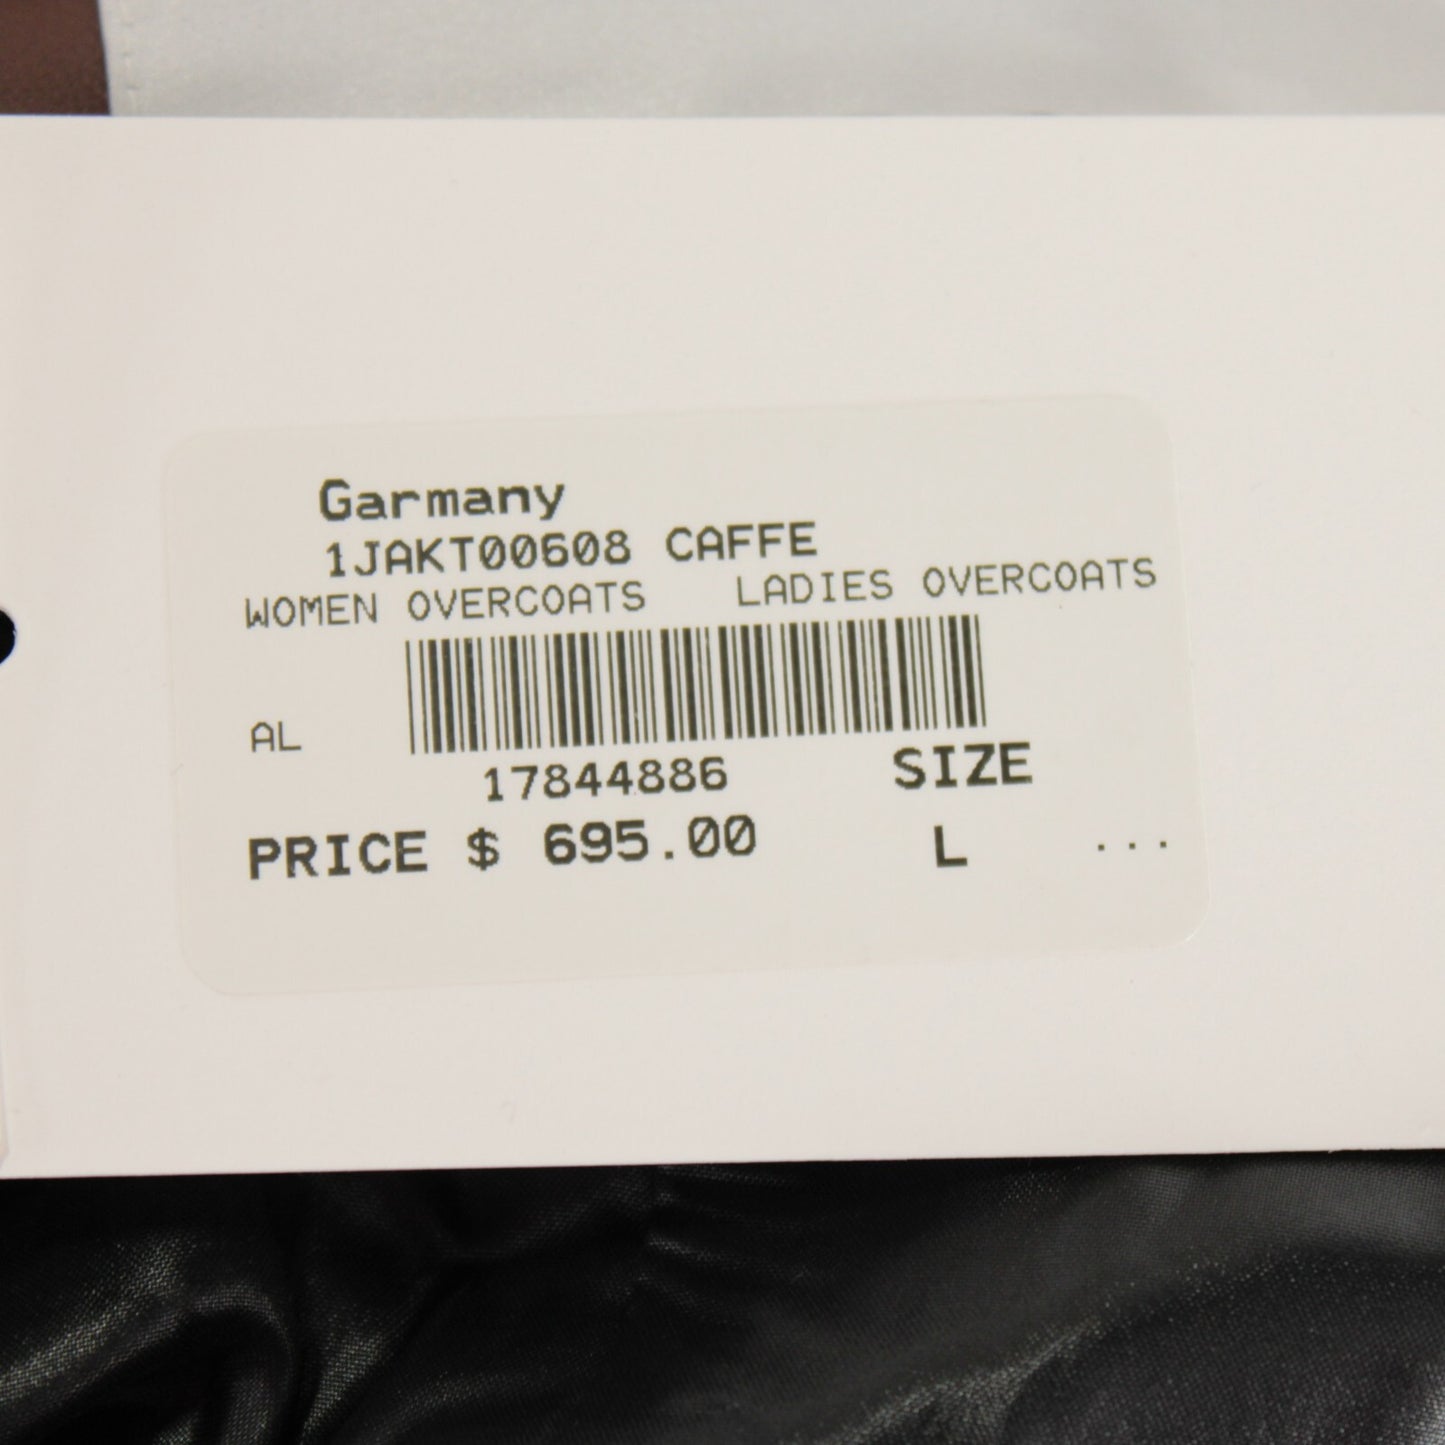 Garmany
1JAKT00608 CAFFE
WOMEN OVERCOATS LADIES OVERCOATS
AL
17844886 SIZE
PRICE $ 695.00 L ...